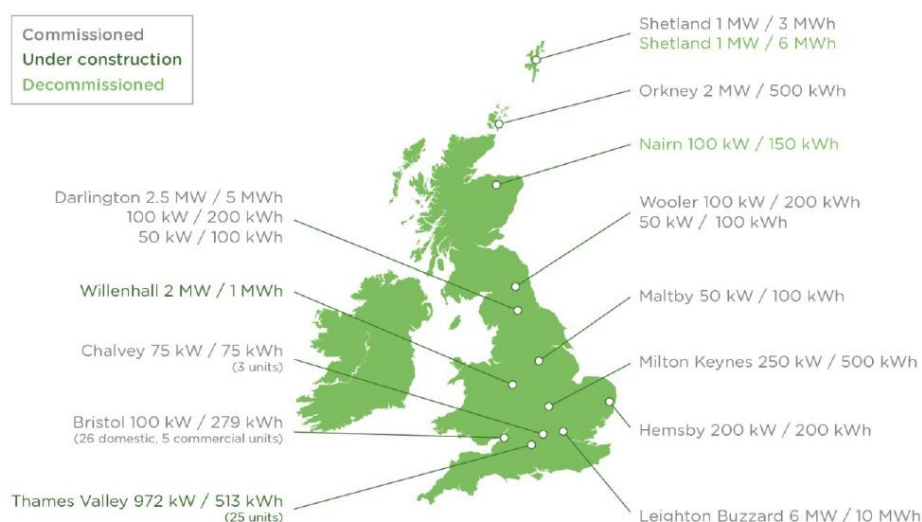 Commissioned
Under construction
Decommissioned
Shetland 1 MW / 3 MWh
Shetland 1 MW / 6 MWh
Orkney 2 MW / 500 kWh
Nairn 100 kW / 150 kWh
Darlington 2.5 MW / 5 MWh
100 kW / 200 kWh
50 kW / 100 kWh
Wooler 100 kW / 200 kWh
50 kW / 100 kWh
Willenhall 2 MW / 1 MWh
Maltby 50 kW / 100 kWh
Chalvey 75 kW / 75 kWh
(3 units)
Milton Keynes 250 kW / 500 kWh
Bristol 100 kW / 279 kWh
(26 domestic, 5 commercial units)
Hemsby 200 kW / 200 kWh
Thames Valley 972 kW / 513 kWh
(25 units)
Leighton Buzzard 6 MW / 10 MWh